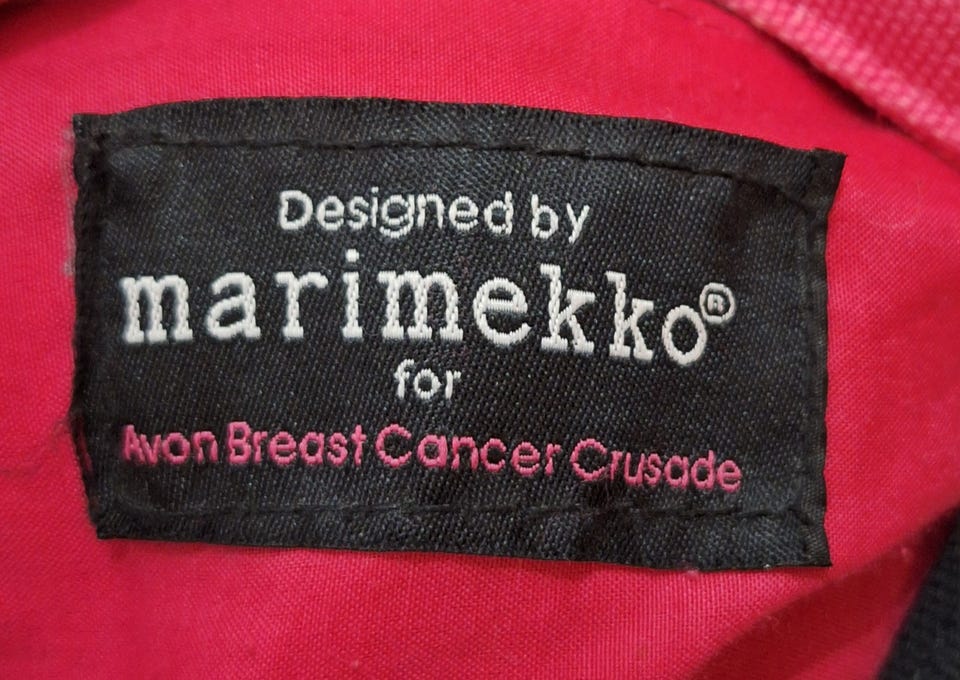 Designed by
marimekko®
for
Avon Breast Cancer Crusade